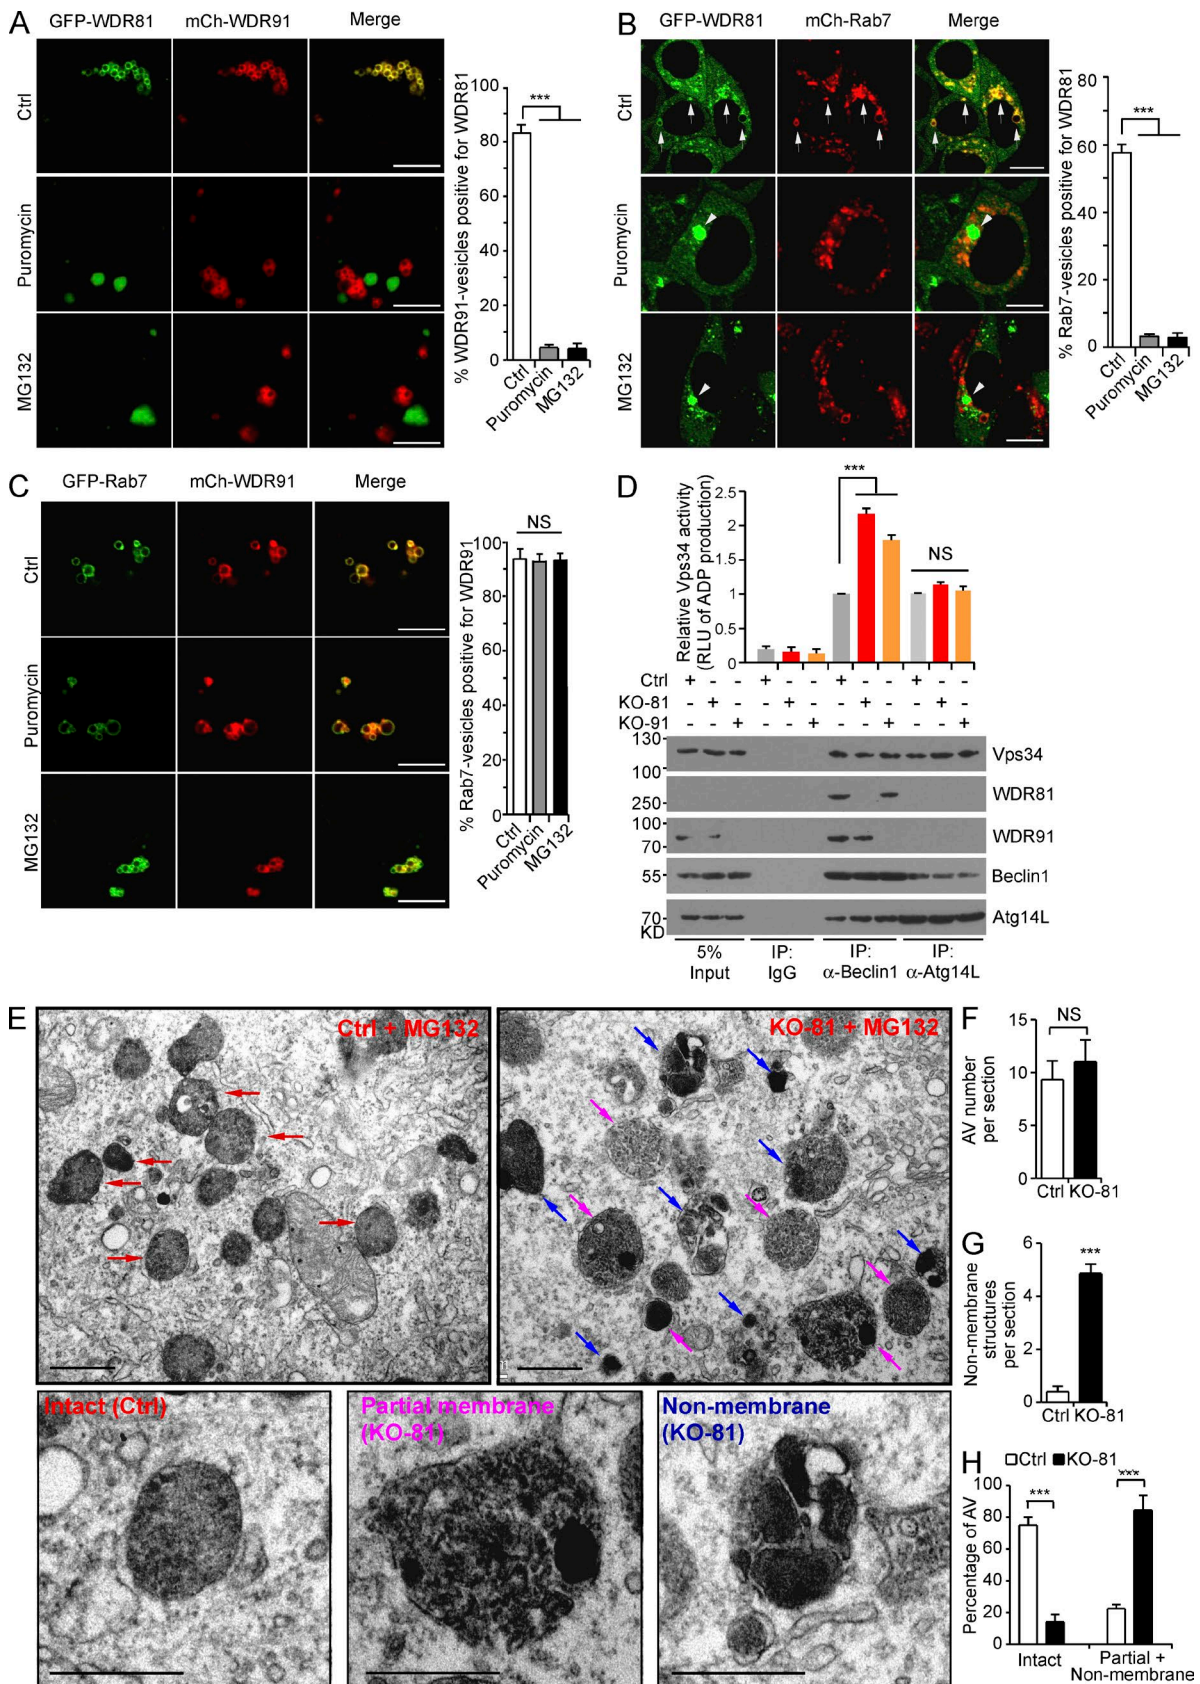 A
GFP-WDR81 mCh-WDR91 Merge
Ctrl
Puromycin
MG132
% WDR91-vesicles positive for WDR81
100
80
60
40
20
0
***
Ctrl
Puromycin
MG132
B
GFP-WDR81 mCh-Rab7 Merge
Ctrl
Puromycin
MG132
% Rab7-vesicles positive for WDR81
80
60
40
20
0
***
Ctrl
Puromycin
MG132
C
GFP-Rab7 mCh-WDR91 Merge
Ctrl
Puromycin
MG132
% Rab7-vesicles positive for WDR91
100
80
60
40
20
0
NS
Ctrl
Puromycin
MG132
D
Relative Vps34 activity
(RLU of ADP production)
2.5
2
1.5
1
0.5
0
***
NS
Ctrl + - - + - - + - - + - -
KO-81 - + - - + - - + - - + -
KO-91 - - + - - + - - + - - +
130
100
Vps34
250
WDR81
100
70
WDR91
55
Beclin1
70
KD
Atg14L
5% IP: IP: IP:
Input IgG α-Beclin1 α-Atg14L
E
Ctrl + MG132
KO-81 + MG132
Intact (Ctrl)
Partial membrane
(KO-81)
Non-membrane
(KO-81)
F
AV number
per section
15
10
5
0
NS
Ctrl KO-81
G
Non-membrane
structures
per section
6
4
2
0
***
Ctrl KO-81
H
Ctrl KO-81
Percentage of AV
100
80
60
40
20
0
***
***
Intact
Partial +
Non-membrane